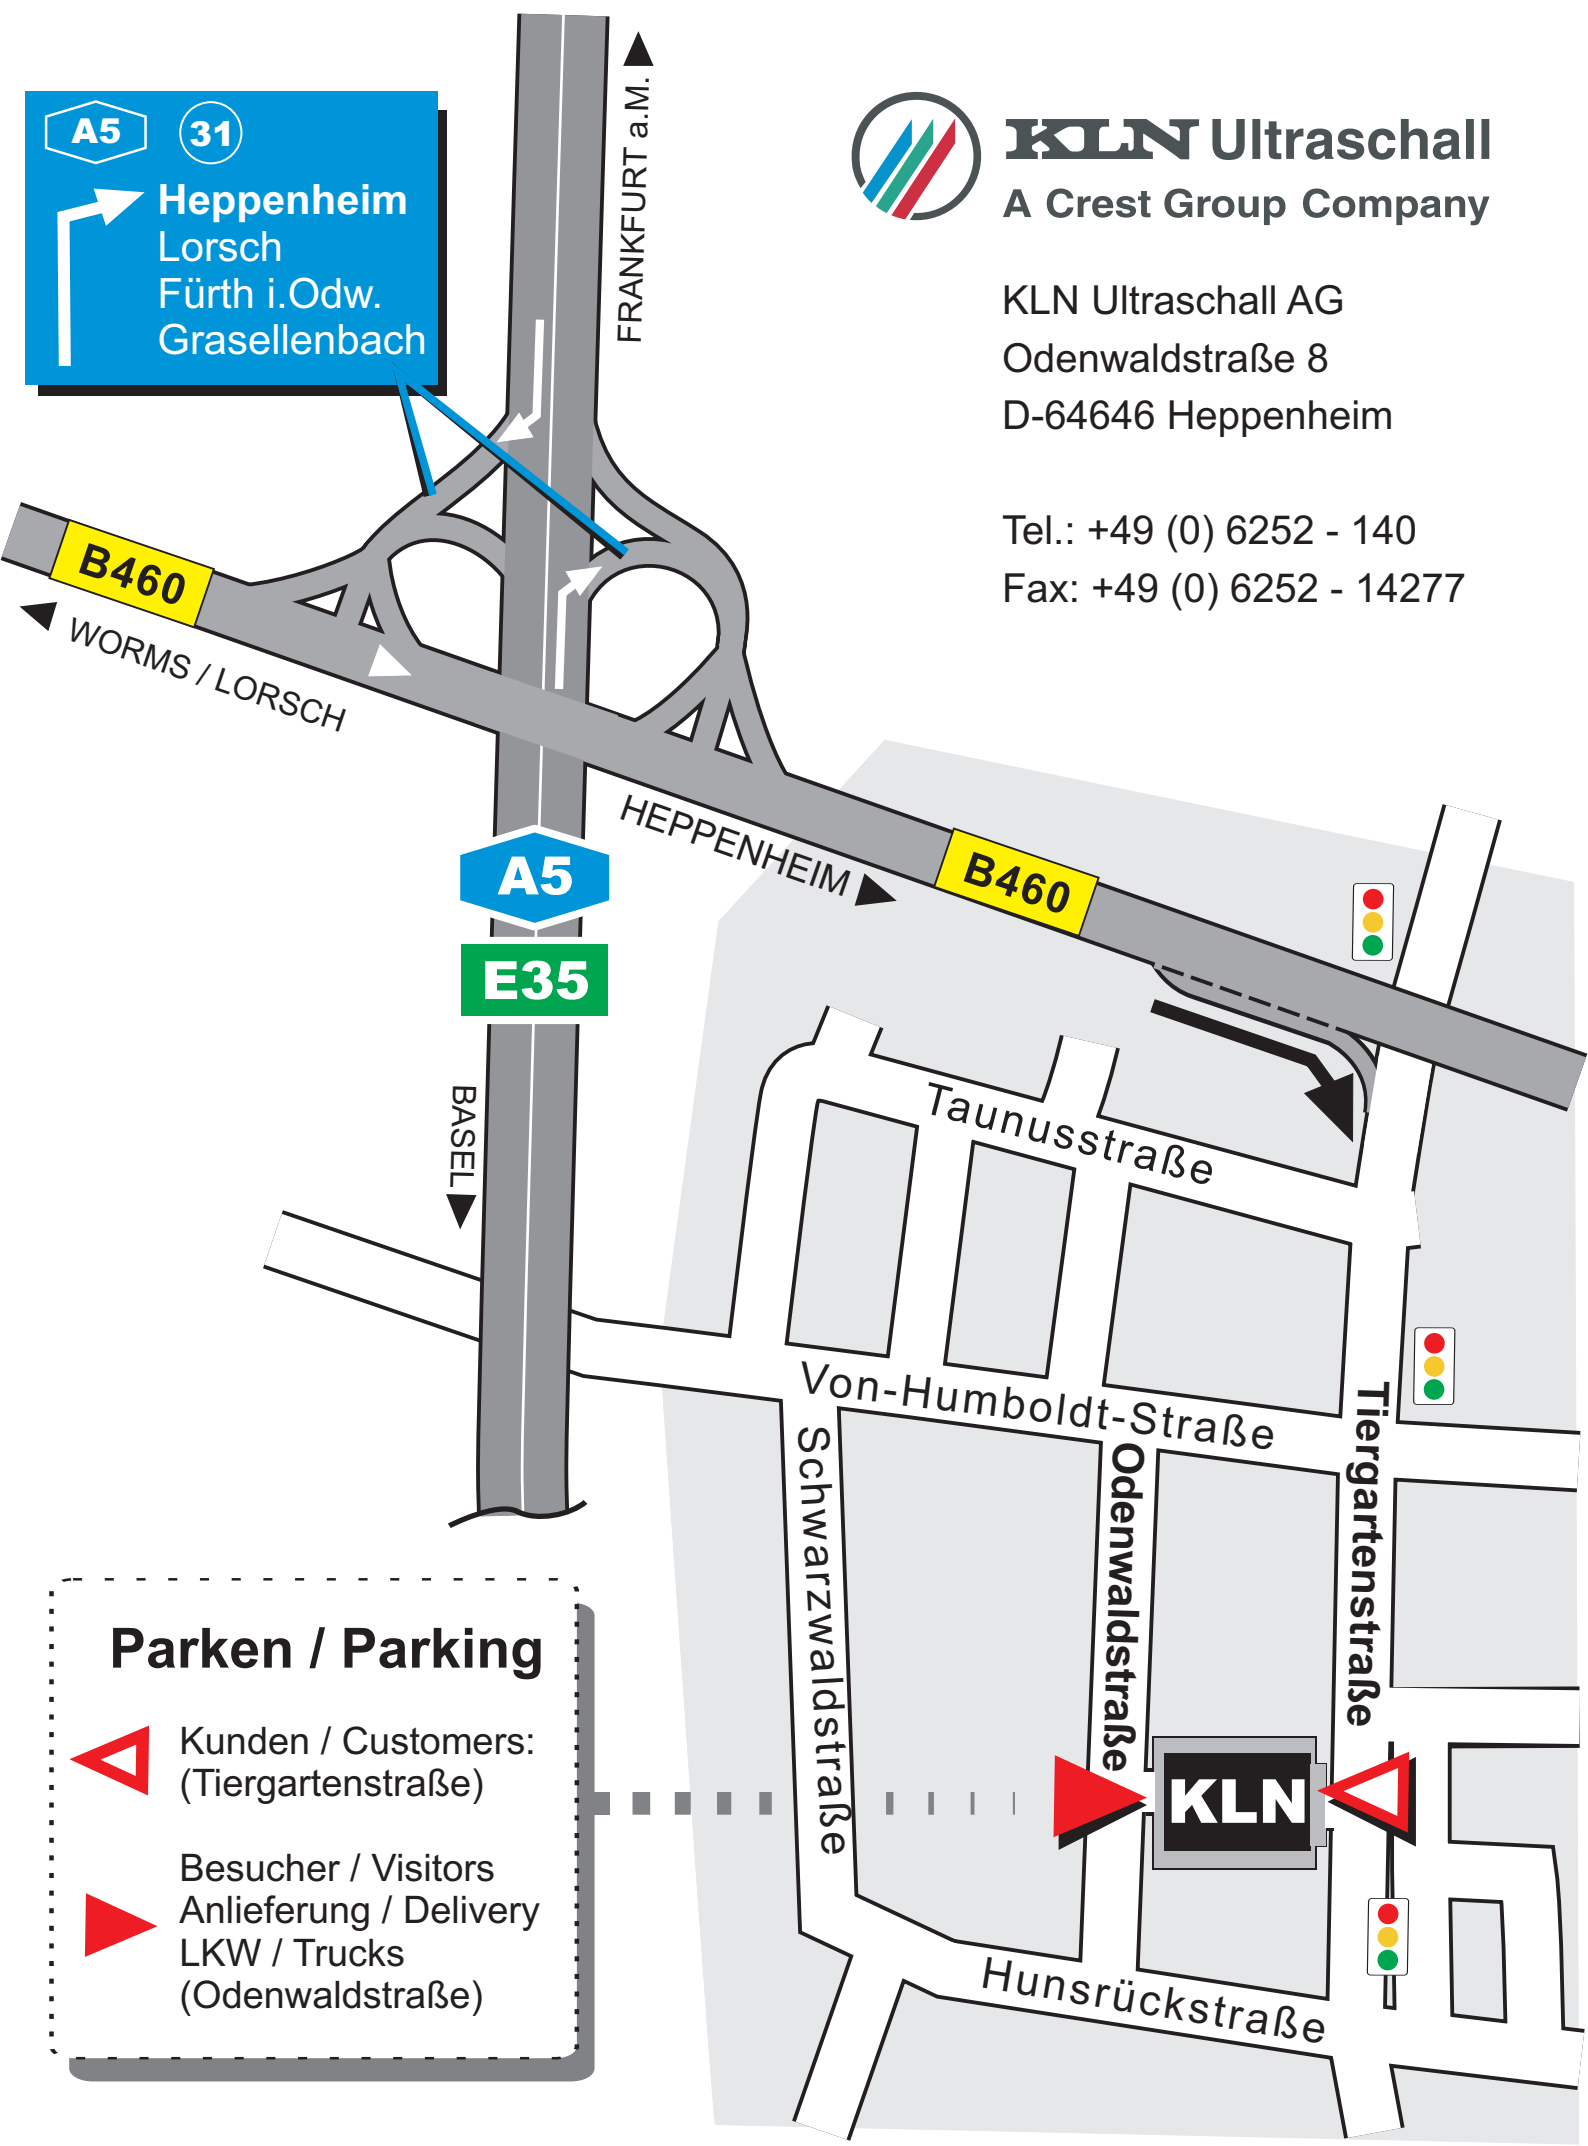 A5 31
Heppenheim
Lorsch
Fürth i.Odw.
Grasellenbach
FRANKFURT a.M.
KLN Ultraschall
A Crest Group Company
KLN Ultraschall AG
Odenwaldstraße 8
D-64646 Heppenheim
Tel.: +49 (0) 6252 - 140
Fax: +49 (0) 6252 - 14277
B460
WORMS / LORSCH
HEPPENHEIM
B460
A5
E35
BASEL
Taunusstraße
Von-Humboldt-Straße
Schwarzwaldstraße
Odenwaldstraße
Tiergartenstraße
KLN
Hunsrückstraße
Parken / Parking
Kunden / Customers:
(Tiergartenstraße)
Besucher / Visitors
Anlieferung / Delivery
LKW / Trucks
(Odenwaldstraße)